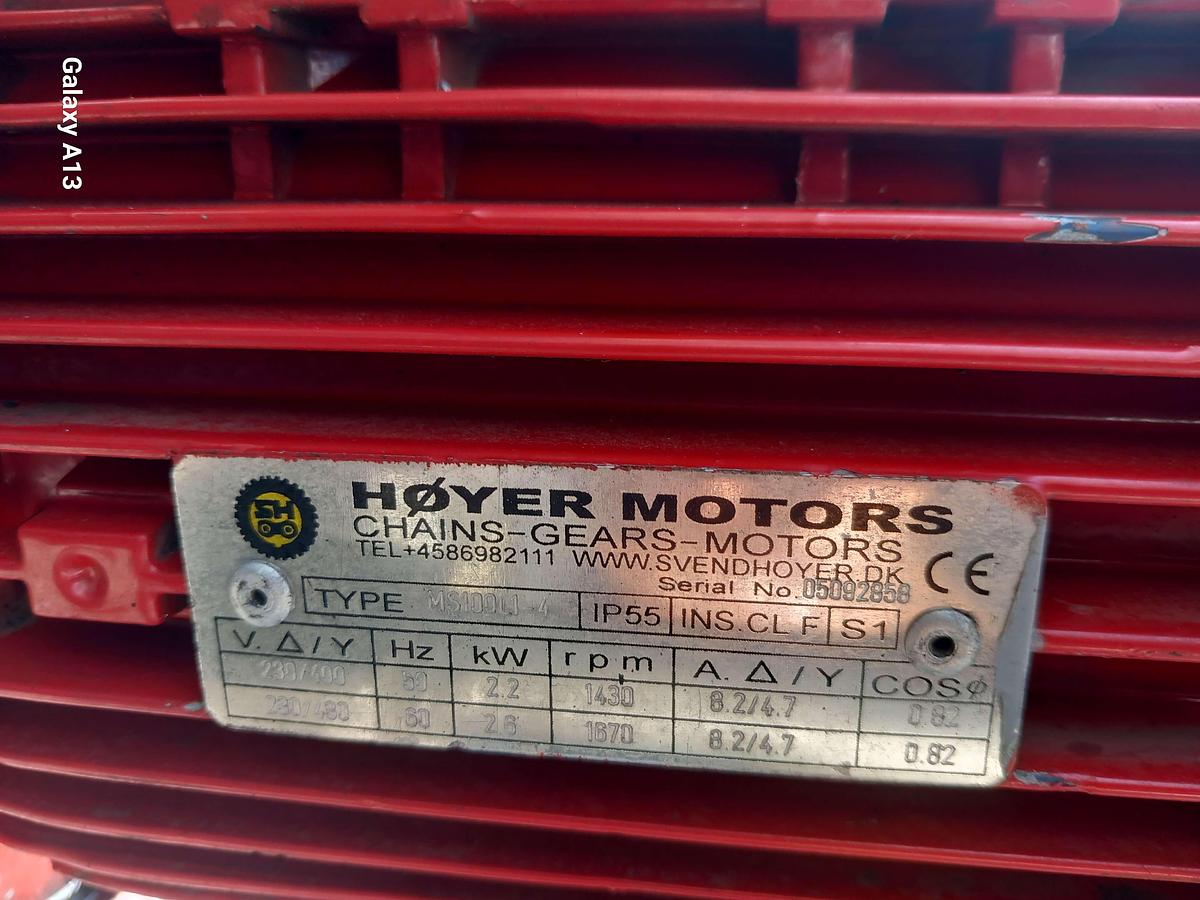 Galaxy A13
SH
HØYER MOTORS
CHAINS-GEARS-MOTORS
TEL+4586982111 WWW.SVENDHOYER.DK
CE
Serial No. 05092858
TYPE MS100L1-4 IP55 INS.CL F S1
V. Δ / Y Hz kW rpm A. Δ / Y COSφ
230/400 50 2.2 1430 8.2/4.7 0.82
280/480 60 2.6 1670 8.2/4.7 0.82